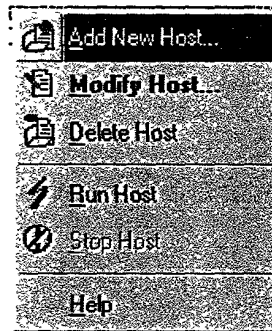 Add New Host...
Modify Host...
Delete Host
Run Host
Stop Host
Help